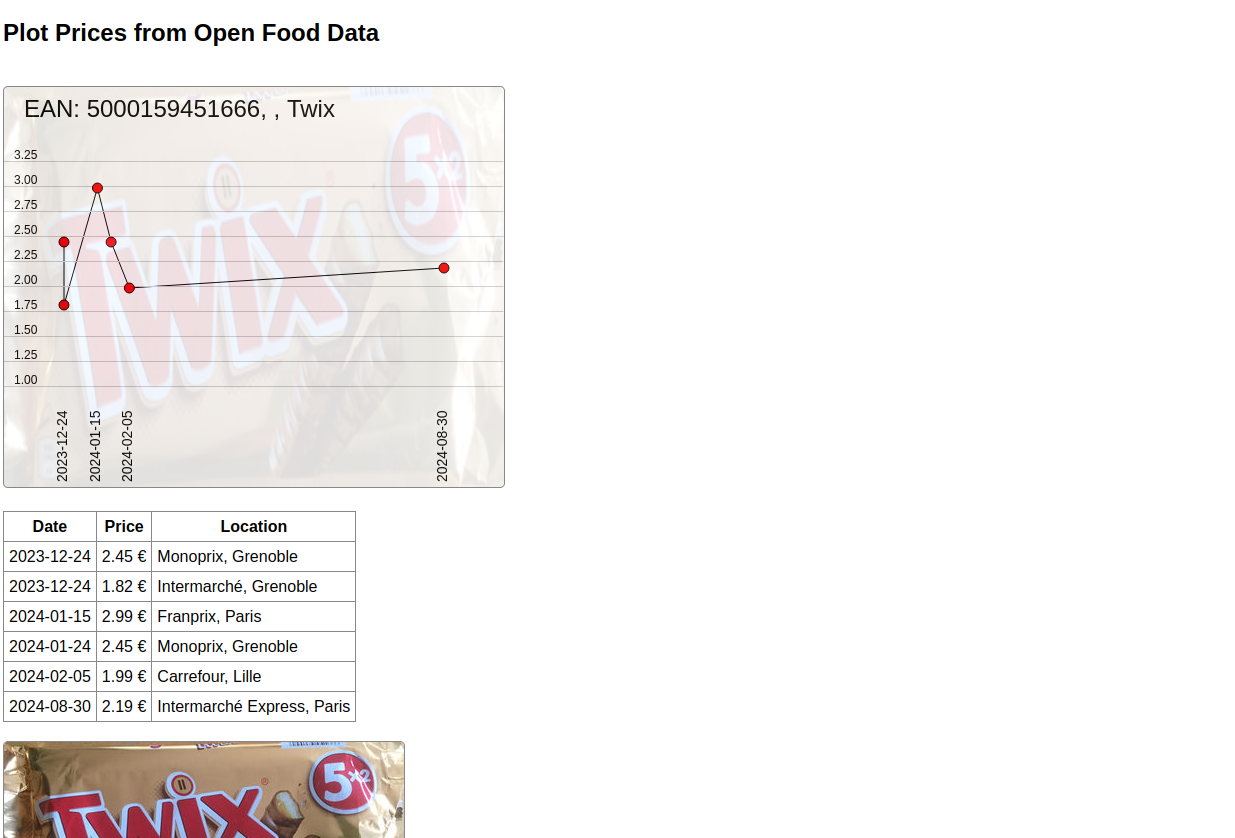 Plot Prices from Open Food Data
EAN: 5000159451666, , Twix
5x2
Twix
3.25
3.00
2.75
2.50
2.25
2.00
1.75
1.50
1.25
1.00
2023-12-24
2024-01-15
2024-02-05
2024-08-30
Date Price Location
2023-12-24 2.45 € Monoprix, Grenoble
2023-12-24 1.82 € Intermarché, Grenoble
2024-01-15 2.99 € Franprix, Paris
2024-01-24 2.45 € Monoprix, Grenoble
2024-02-05 1.99 € Carrefour, Lille
2024-08-30 2.19 € Intermarché Express, Paris
5x2
Twix®